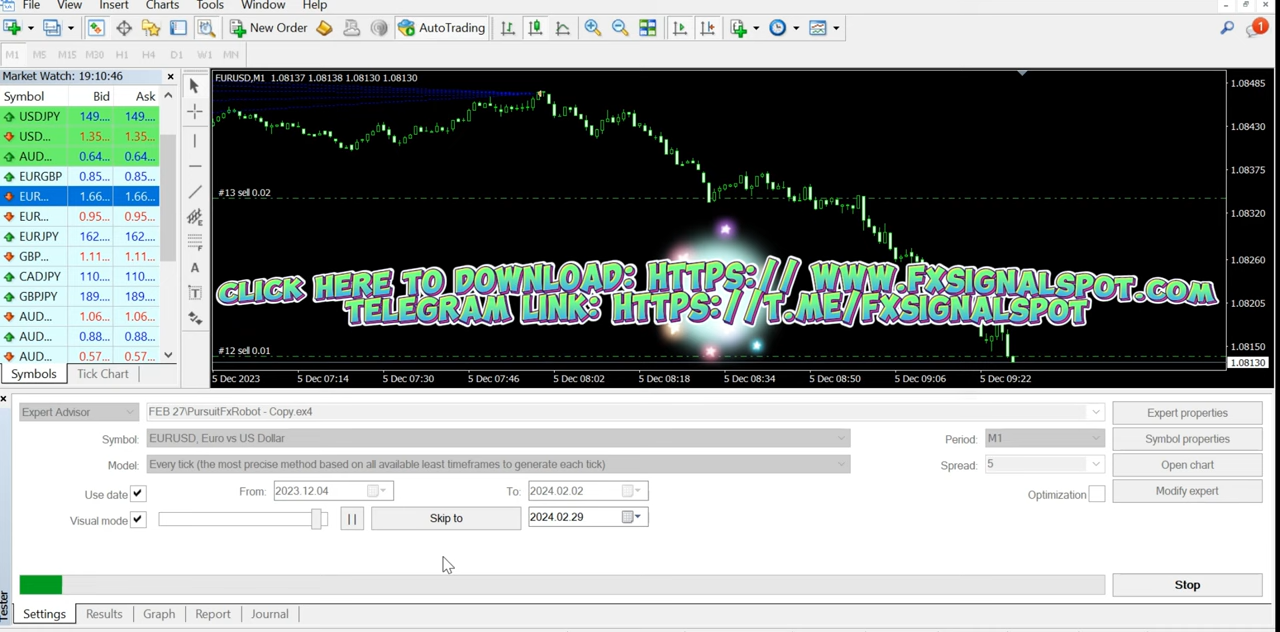 File View Insert Charts Tools Window Help
New Order AutoTrading 1
M1 M5 M15 M30 H1 H4 D1 W1 MN
Market Watch: 19:10:46
Symbol Bid Ask
USDJPY 149.... 149....
USD... 1.35... 1.35...
AUD... 0.64... 0.64...
EURGBP 0.85... 0.85...
EUR... 1.66... 1.66...
EUR... 0.95... 0.95...
EURJPY 162.... 162....
GBP... 1.11... 1.11...
CADJPY 110.... 110....
GBPJPY 189.... 189....
AUD... 1.06... 1.06...
AUD... 0.88... 0.88...
AUD... 0.57... 0.57...
Symbols Tick Chart
EURUSD,M1 1.08137 1.08138 1.08130 1.08130
#13 sell 0.02
#12 sell 0.01
CLICK HERE TO DOWNLOAD: HTTPS:// WWW.FXSIGNALSPOT.COM
TELEGRAM LINK: HTTPS://T.ME/FXSIGNALSPOT
1.08485
1.08430
1.08375
1.08320
1.08260
1.08205
1.08150
1.08130
5 Dec 2023 5 Dec 07:14 5 Dec 07:30 5 Dec 07:46 5 Dec 08:02 5 Dec 08:18 5 Dec 08:34 5 Dec 08:50 5 Dec 09:06 5 Dec 09:22
Expert Advisor FEB 27\PursuitFxRobot - Copy.ex4 Expert properties
Symbol: EURUSD, Euro vs US Dollar Period: M1 Symbol properties
Model: Every tick (the most precise method based on all available least timeframes to generate each tick) Spread: 5 Open chart
Use date From: 2023.12.04 To: 2024.02.02 Optimization Modify expert
Visual mode Skip to 2024.02.29
Stop
Tester
Settings Results Graph Report Journal